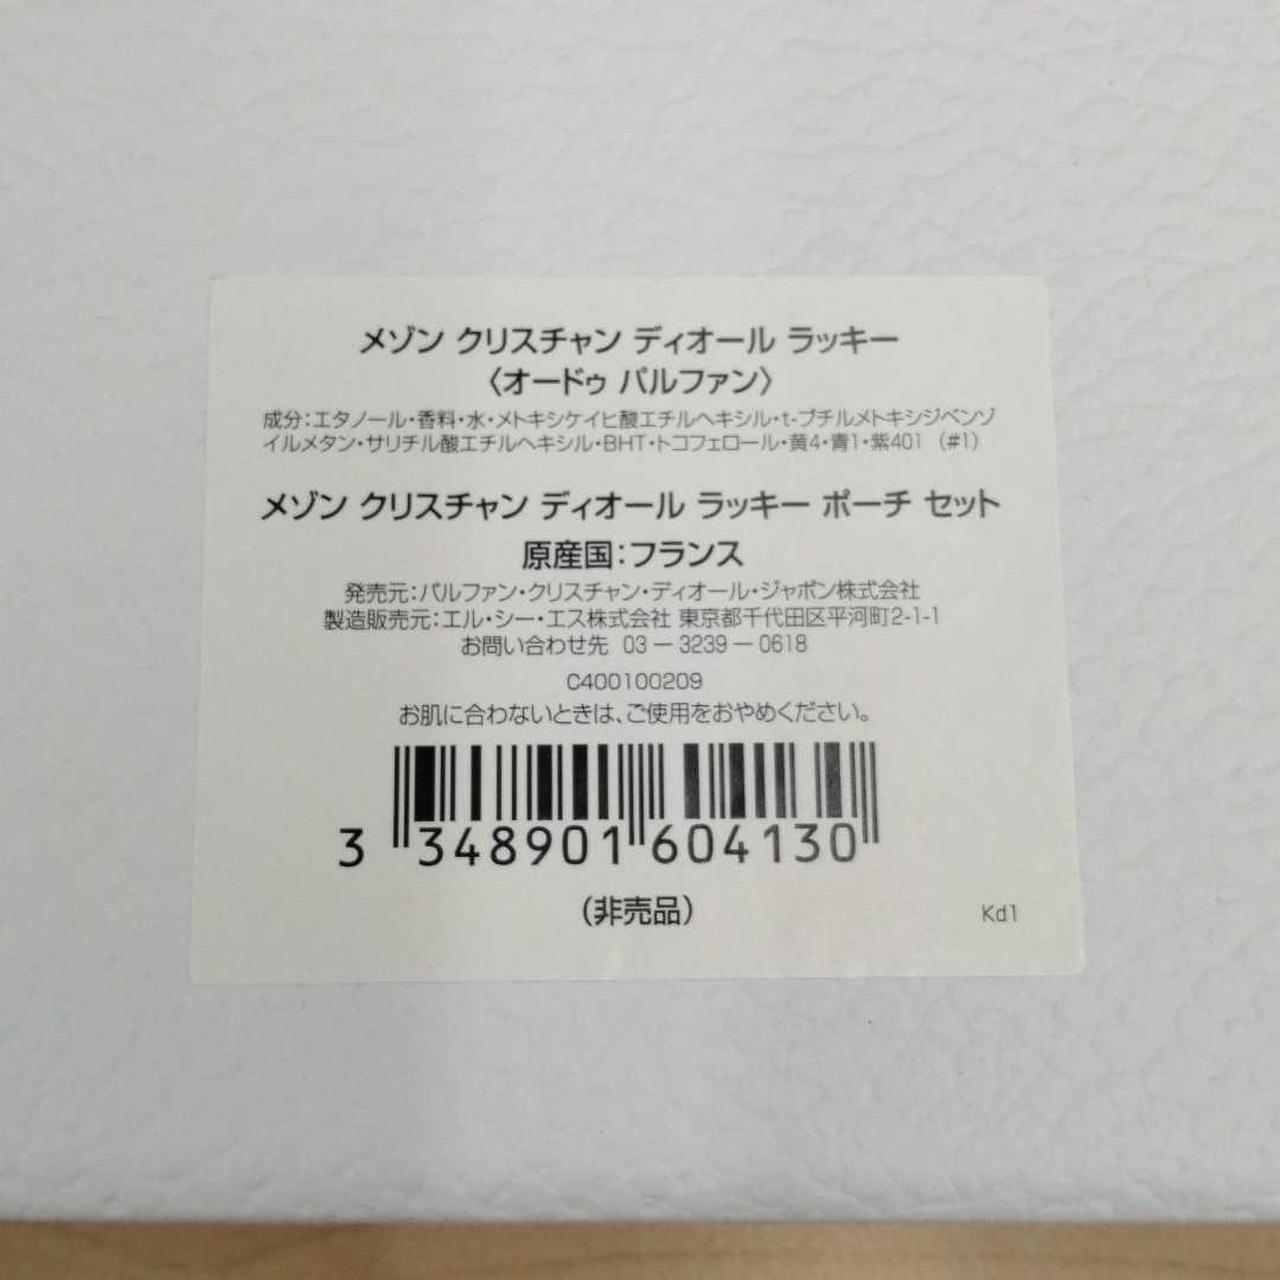 メゾン クリスチャン ディオール ラッキー
〈オードゥ パルファン〉
成分：エタノール・香料・水・メトキシケイヒ酸エチルヘキシル・t-ブチルメトキシジベンゾ
イルメタン・サリチル酸エチルヘキシル・BHT・トコフェロール・黄4・青1・紫401（#1）
メゾン クリスチャン ディオール ラッキー ポーチ セット
原産国：フランス
発売元：パルファン・クリスチャン・ディオール・ジャポン株式会社
製造販売元：エル・シー・エス株式会社 東京都千代田区平河町2-1-1
お問い合わせ先 03－3239－0618
C400100209
お肌に合わないときは、ご使用をおやめください。
3 348901 604130
（非売品）
Kd1